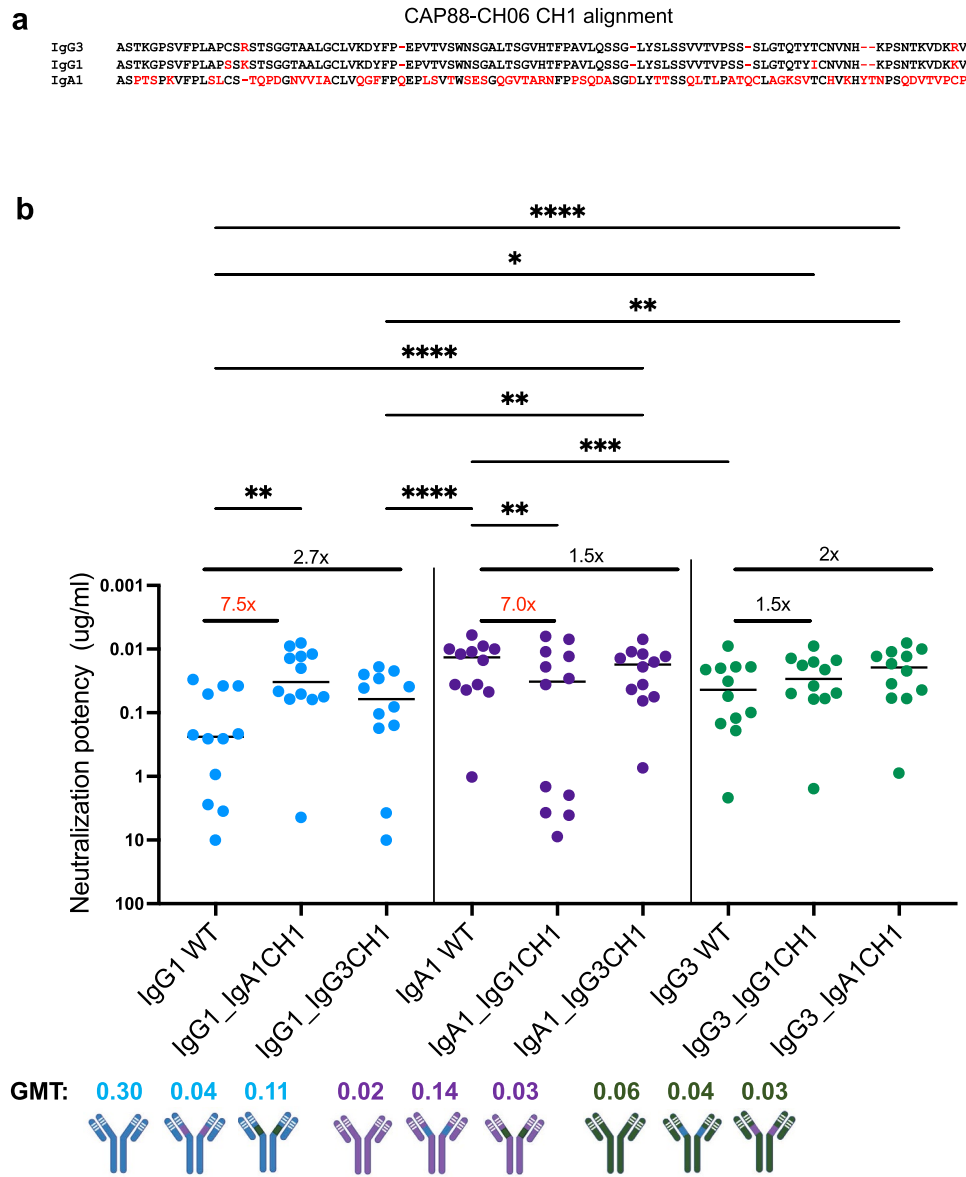 a
CAP88-CH06 CH1 alignment
IgG3 ASTKGPSVFPLAPCSRSTSGGTAALGCLVKDYFP-EPVTVSWNSGALTSGVHTFPAVLQSSG-LYSLSSVVTVPSS-SLGTQTYTCNVNH--KPSNTKVDKRV
IgG1 ASTKGPSVFPLAPSSKSTSGGTAALGCLVKDYFP-EPVTVSWNSGALTSGVHTFPAVLQSSG-LYSLSSVVTVPSS-SLGTQTYICNVNH--KPSNTKVDKKV
IgA1 ASPTSPKVFPLSLCS-TQPDGNVVIACLVQGFFPQEPLSVTWSESGQGVTARNFPPSQDASGDLYTTSSQLTLPATQCLAGKSVTCHVKHYTNPSQDVTVPCP
b
****
*
**
****
**
***
** **** **
2.7x 1.5x 2x
7.5x 7.0x 1.5x
Neutralization potency (ug/ml)
0.001
0.01
0.1
1
10
100
IgG1 WT
IgG1_IgA1CH1
IgG1_IgG3CH1
IgA1 WT
IgA1_IgG1CH1
IgA1_IgG3CH1
IgG3 WT
IgG3_IgG1CH1
IgG3_IgA1CH1
GMT: 0.30 0.04 0.11 0.02 0.14 0.03 0.06 0.04 0.03